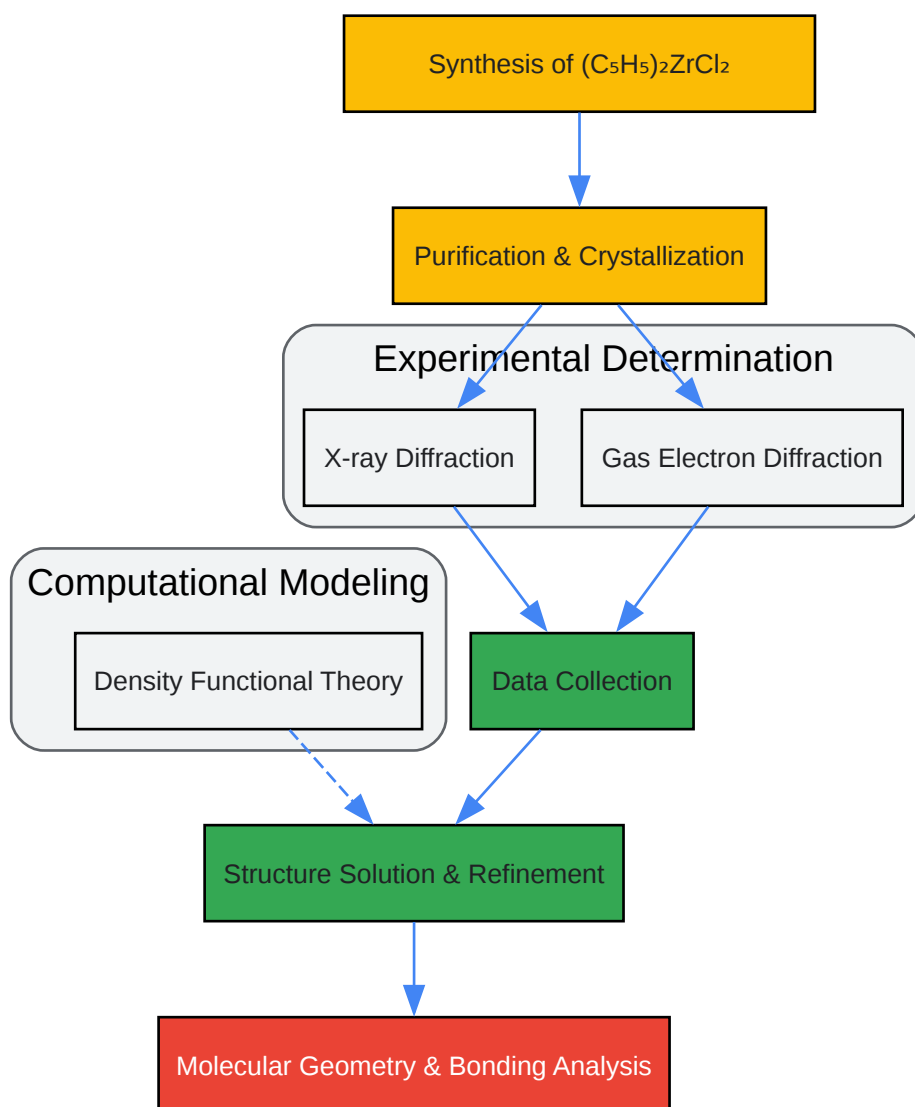 Synthesis of (C₅H₅)₂ZrCl₂
Purification & Crystallization
Experimental Determination
X-ray Diffraction
Gas Electron Diffraction
Computational Modeling
Density Functional Theory
Data Collection
Structure Solution & Refinement
Molecular Geometry & Bonding Analysis